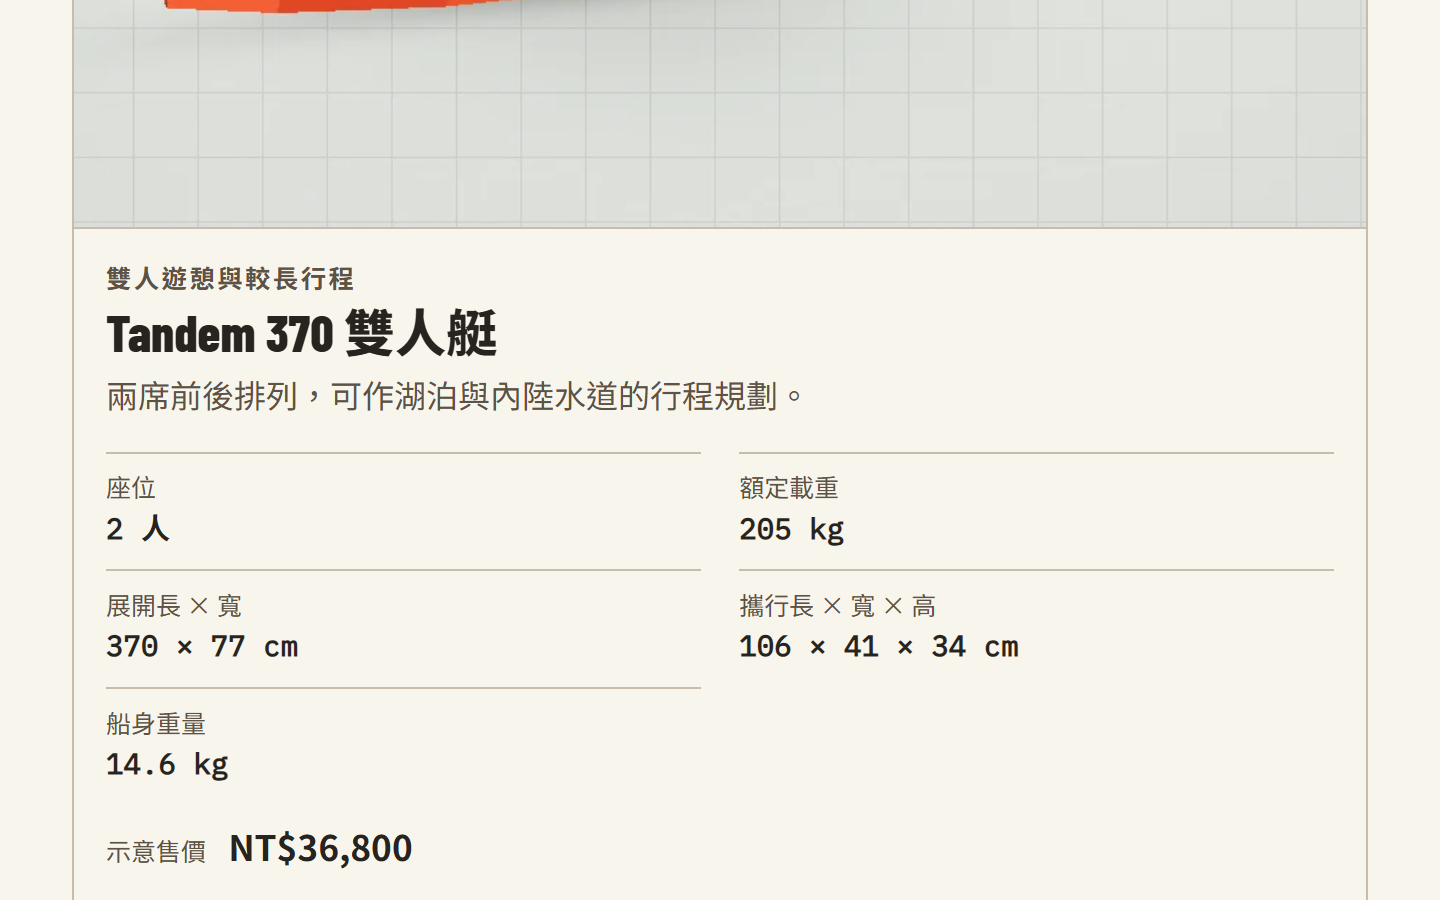 雙人遊憩與較長行程
Tandem 370 雙人艇
兩席前後排列，可作湖泊與內陸水道的行程規劃。
座位
2 人
額定載重
205 kg
展開長 × 寬
370 × 77 cm
攜行長 × 寬 × 高
106 × 41 × 34 cm
船身重量
14.6 kg
示意售價 NT$36,800